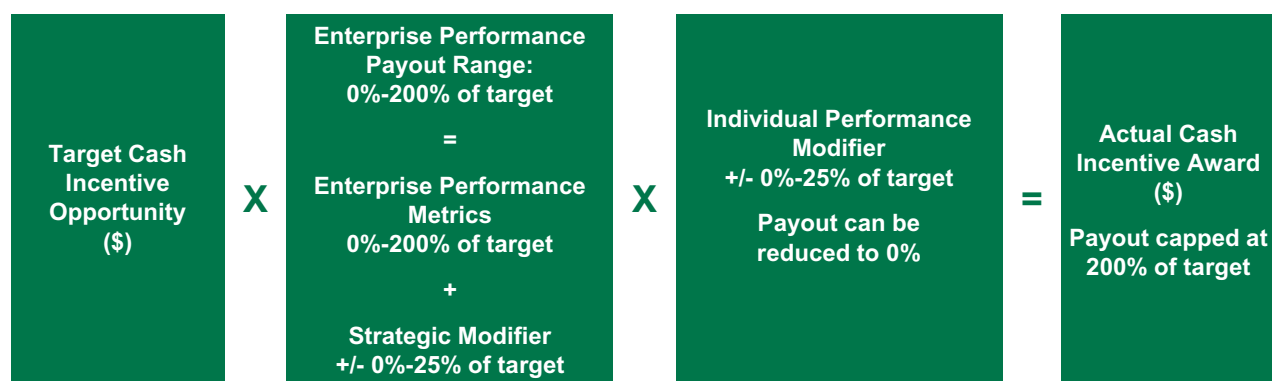 Target Cash
Incentive
Opportunity
($)
X
Enterprise Performance
Payout Range:
0%-200% of target
=
Enterprise Performance
Metrics
0%-200% of target
+
Strategic Modifier
+/- 0%-25% of target
X
Individual Performance
Modifier
+/- 0%-25% of target
Payout can be
reduced to 0%
=
Actual Cash
Incentive Award
($)
Payout capped at
200% of target